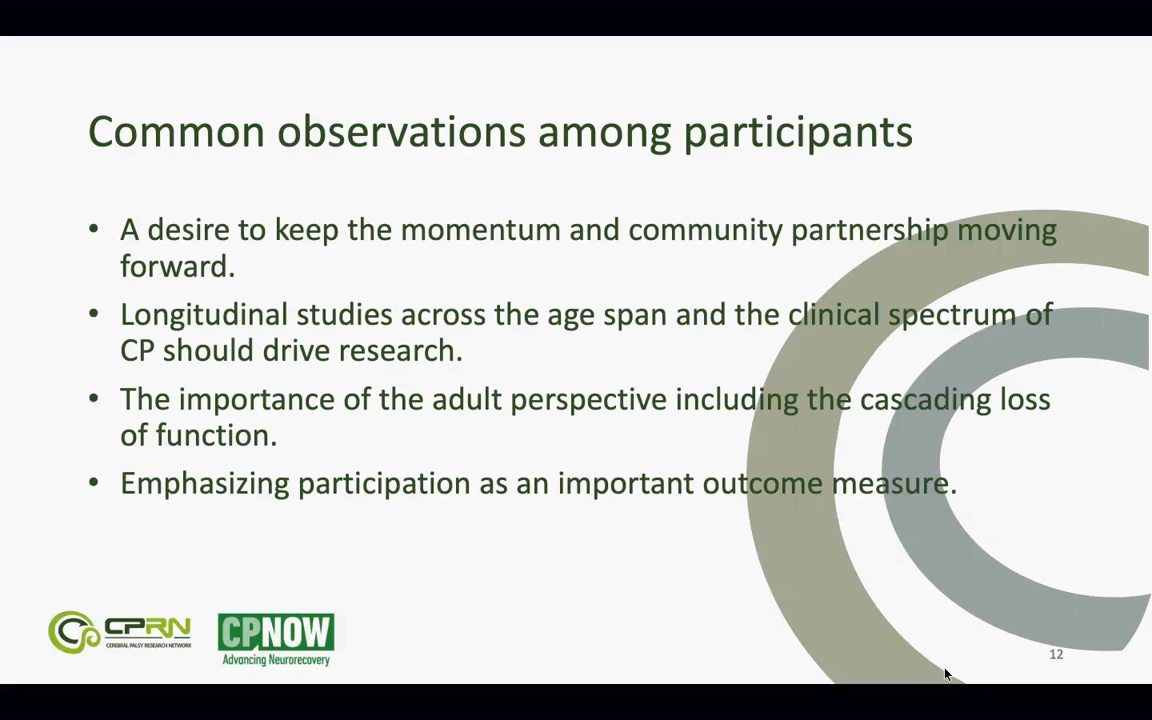 Common observations among participants
• A desire to keep the momentum and community partnership moving
forward.
• Longitudinal studies across the age span and the clinical spectrum of
CP should drive research.
• The importance of the adult perspective including the cascading loss
of function.
• Emphasizing participation as an important outcome measure.
CPRN
CEREBRAL PALSY RESEARCH NETWORK
CPNOW
Advancing Neurorecovery
12